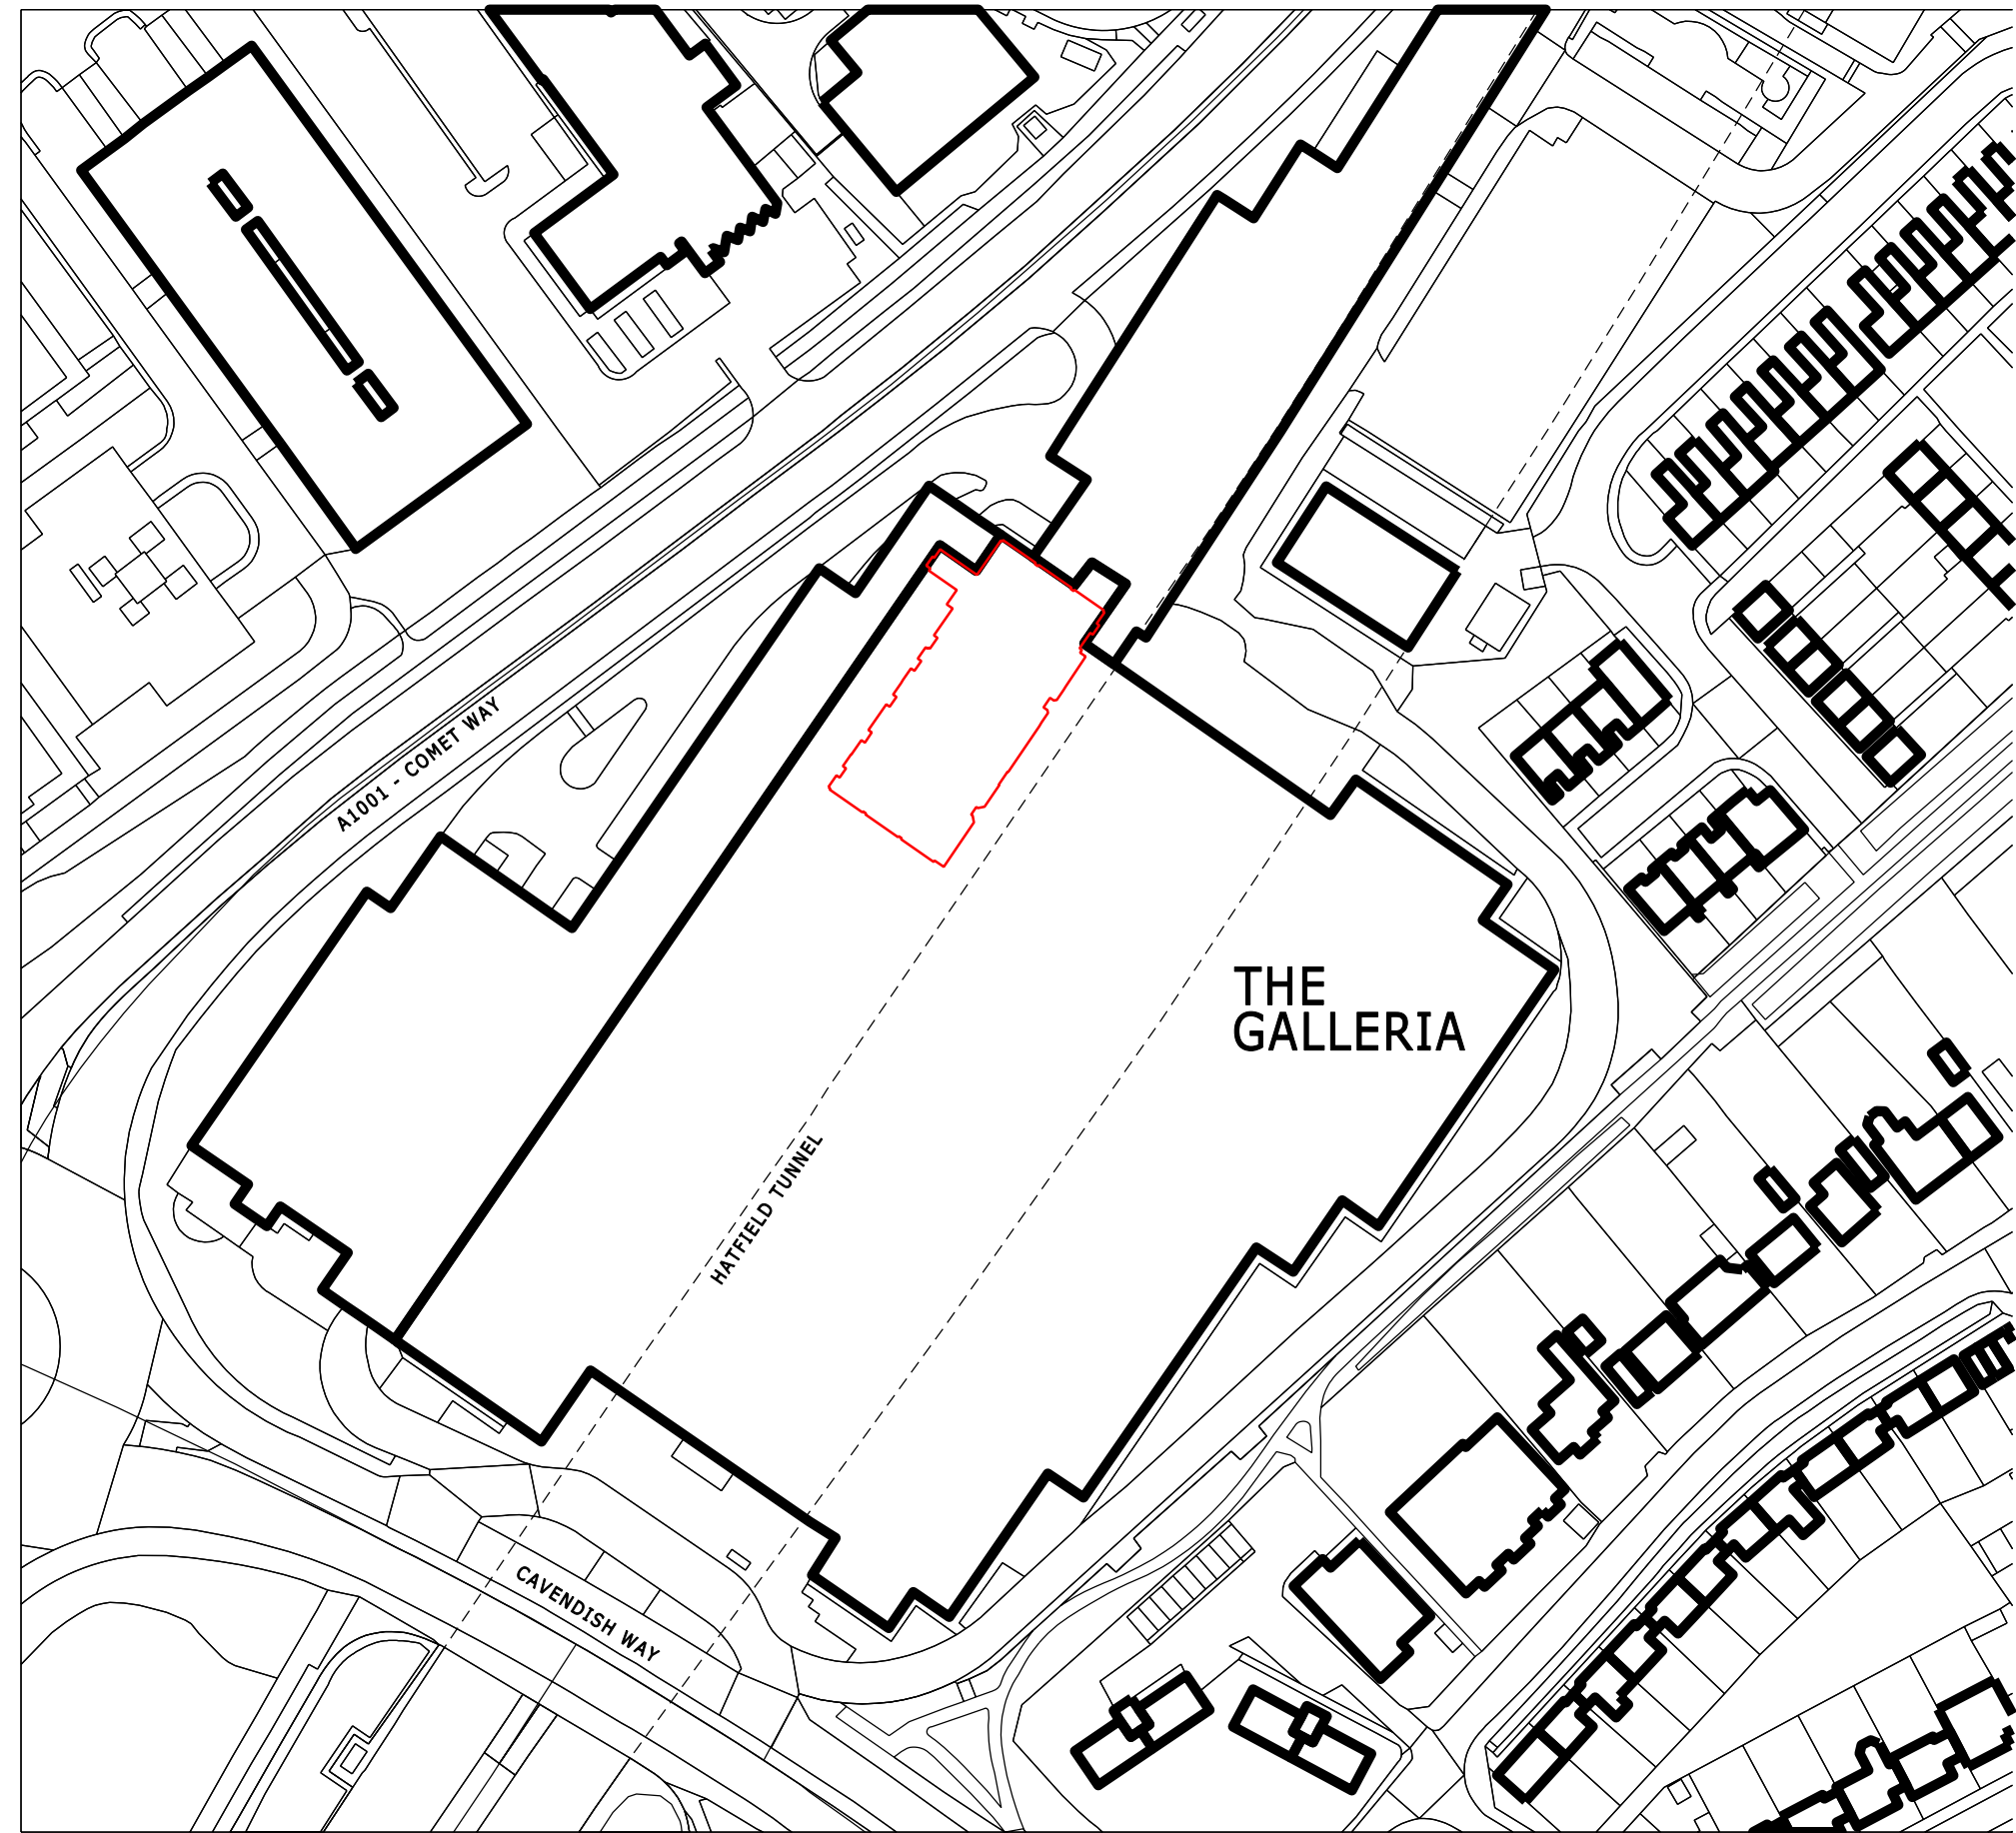 A1001 - COMET WAY
THE
GALLERIA
HATFIELD TUNNEL
CAVENDISH WAY